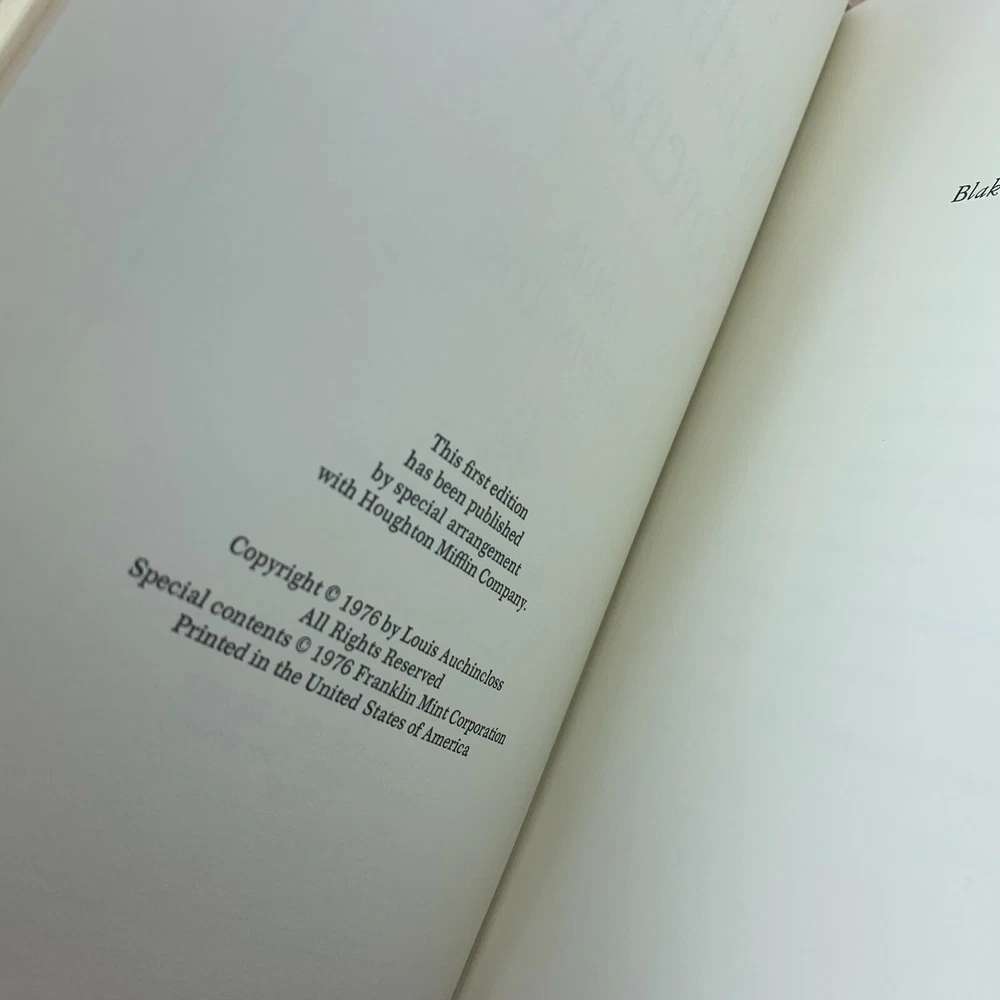 This first edition
has been published
by special arrangement
with Houghton Mifflin Company.
Copyright © 1976 by Louis Auchincloss
All Rights Reserved
Special contents © 1976 Franklin Mint Corporation
Printed in the United States of America
Blak